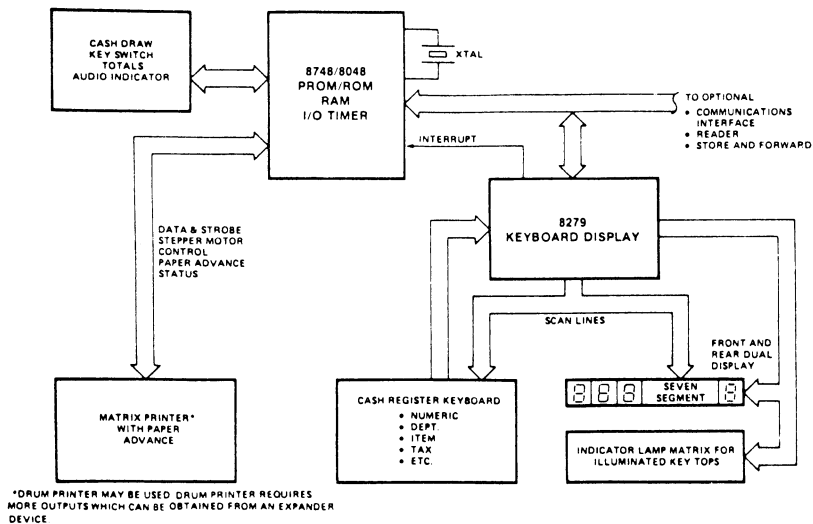 CASH DRAW
KEY SWITCH
TOTALS
AUDIO INDICATOR
8748/8048
PROM/ROM
RAM
I/O TIMER
XTAL
TO OPTIONAL
• COMMUNICATIONS
INTERFACE
• READER
• STORE AND FORWARD
INTERRUPT
8279
KEYBOARD DISPLAY
DATA & STROBE
STEPPER MOTOR
CONTROL
PAPER ADVANCE
STATUS
SCAN LINES
FRONT AND
REAR DUAL
DISPLAY
MATRIX PRINTER*
WITH PAPER
ADVANCE
CASH REGISTER KEYBOARD
• NUMERIC
• DEPT.
• ITEM
• TAX
• ETC.
8 8 8 SEVEN SEGMENT 8
INDICATOR LAMP MATRIX FOR
ILLUMINATED KEY TOPS
*DRUM PRINTER MAY BE USED DRUM PRINTER REQUIRES
MORE OUTPUTS WHICH CAN BE OBTAINED FROM AN EXPANDER
DEVICE